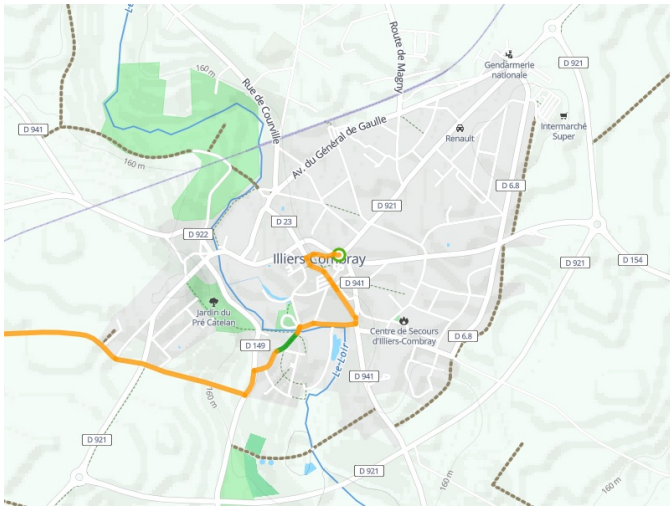 Le
160 m
D 941
160 m
Rue de Courville
Route de Magny
Gendarmerie
nationale
D 921
Intermarché
Super
Renault
Av. du Général de Gaulle
D 6.8
D 921
D 23
D 922
Illiers-Combray
D 154
D 921
D 941
Jardin du
Pré Catelan
Centre de Secours
d'Illiers-Combray
D 6.8
D 149
Le-Loir
D 941
D 921
D 921
160 m
160 m